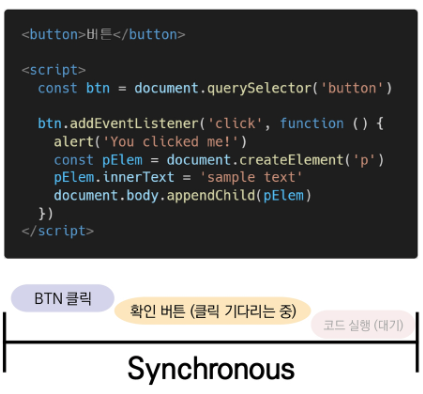 <button>버튼</button>
<script>
const btn = document.querySelector('button')
btn.addEventListener('click', function () {
alert('You clicked me!')
const pElem = document.createElement('p')
pElem.innerText = 'sample text'
document.body.appendChild(pElem)
})
</script>
BTN 클릭
확인 버튼 (클릭 기다리는 중)
코드 실행 (대기)
Synchronous